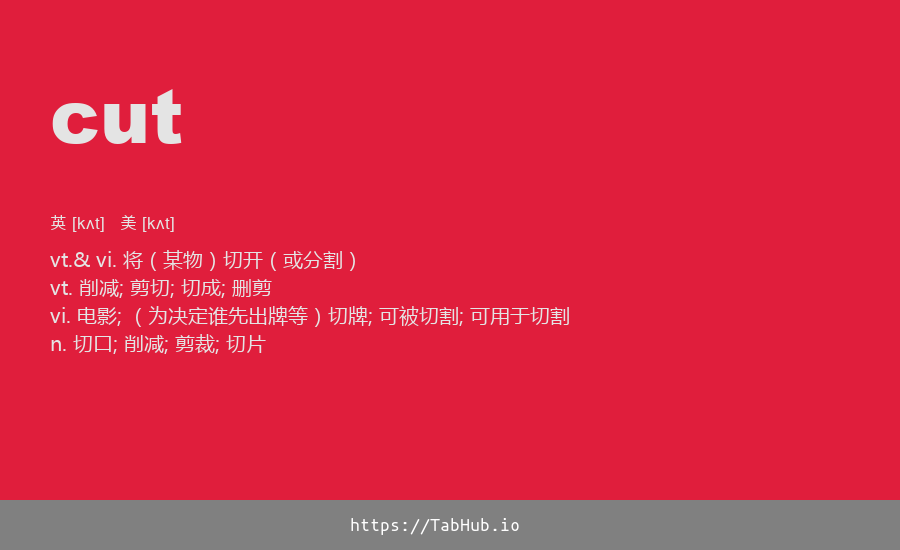 cut
英 [kʌt]   美 [kʌt]
vt.& vi. 将（某物）切开（或分割）
vt. 削减; 剪切; 切成; 删剪
vi. 电影; （为决定谁先出牌等）切牌; 可被切割; 可用于切割
n. 切口; 削减; 剪裁; 切片
https://TabHub.io